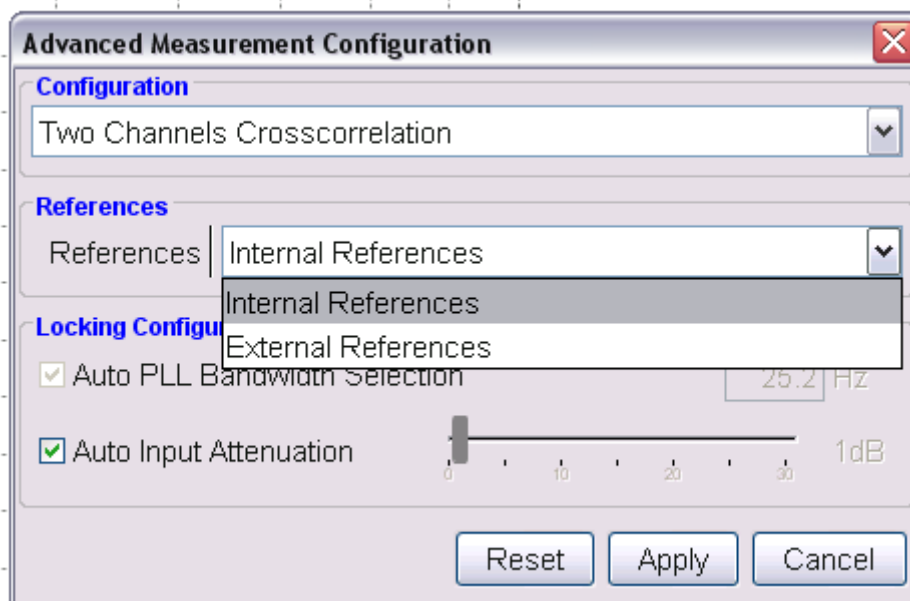 Advanced Measurement Configuration
Configuration
Two Channels Crosscorrelation
References
References Internal References
Internal References
External References
Locking Configu
Auto PLL Bandwidth Selection 25.2 Hz
Auto Input Attenuation 1dB
0 10 20 30
Reset Apply Cancel